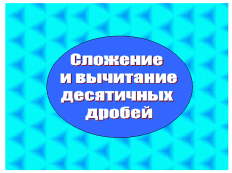 Сложение
и вычитание
десятичных
дробей